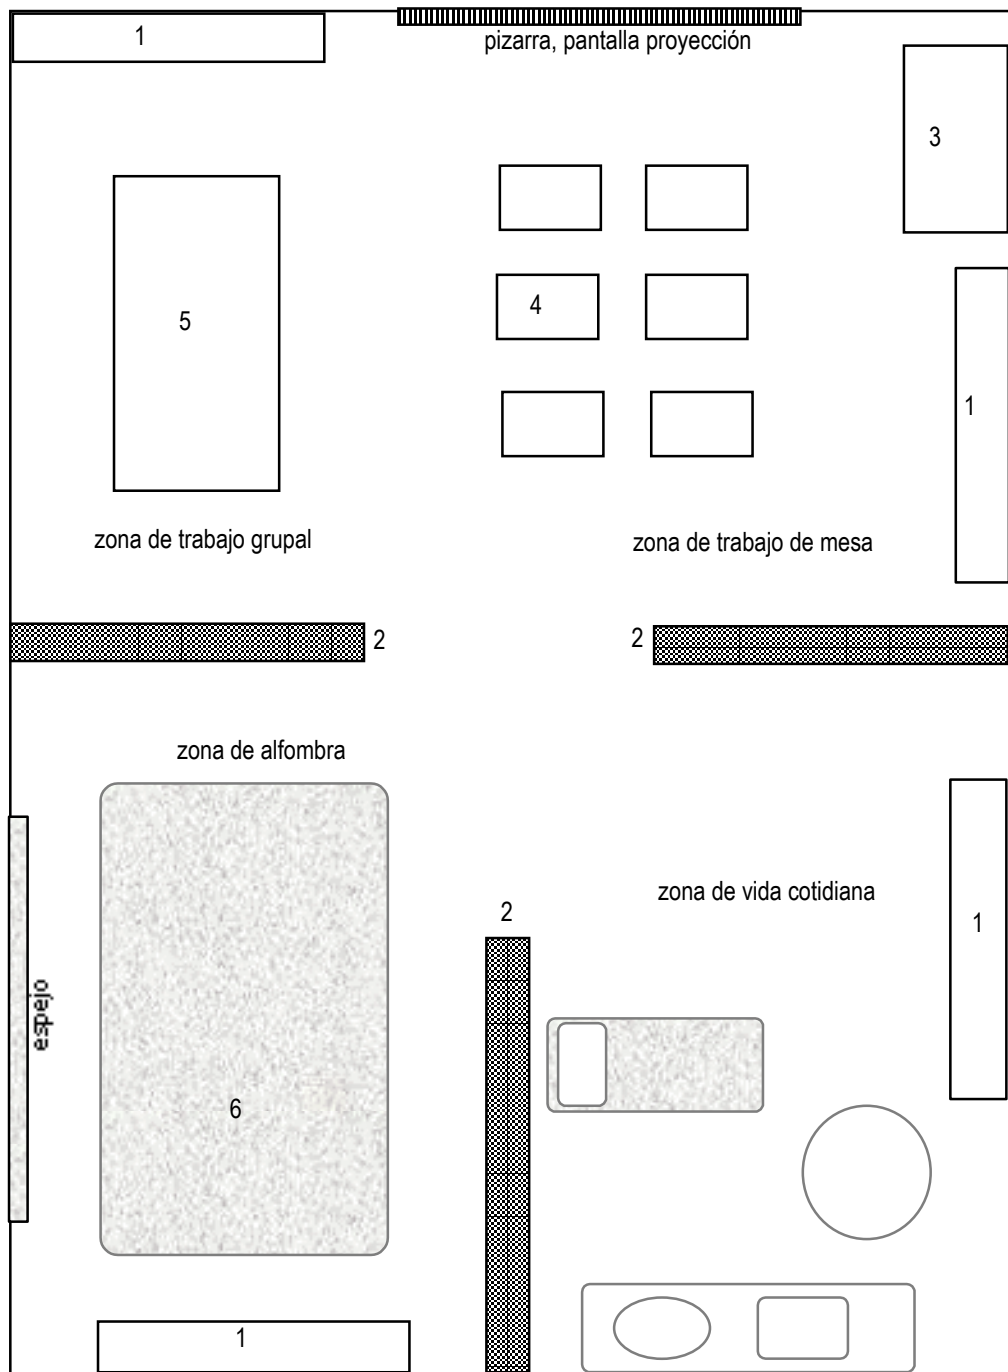 1
pizarra, pantalla proyección
3
5
4
1
zona de trabajo grupal
zona de trabajo de mesa
2
2
zona de alfombra
zona de vida cotidiana
2
1
espejo
6
1